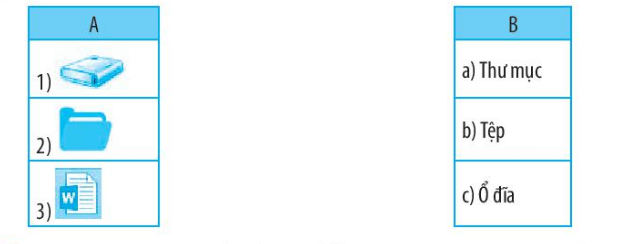 A
B
1)
a) Thư mục
2)
b) Tệp
W
3)
c) Ổ đĩa